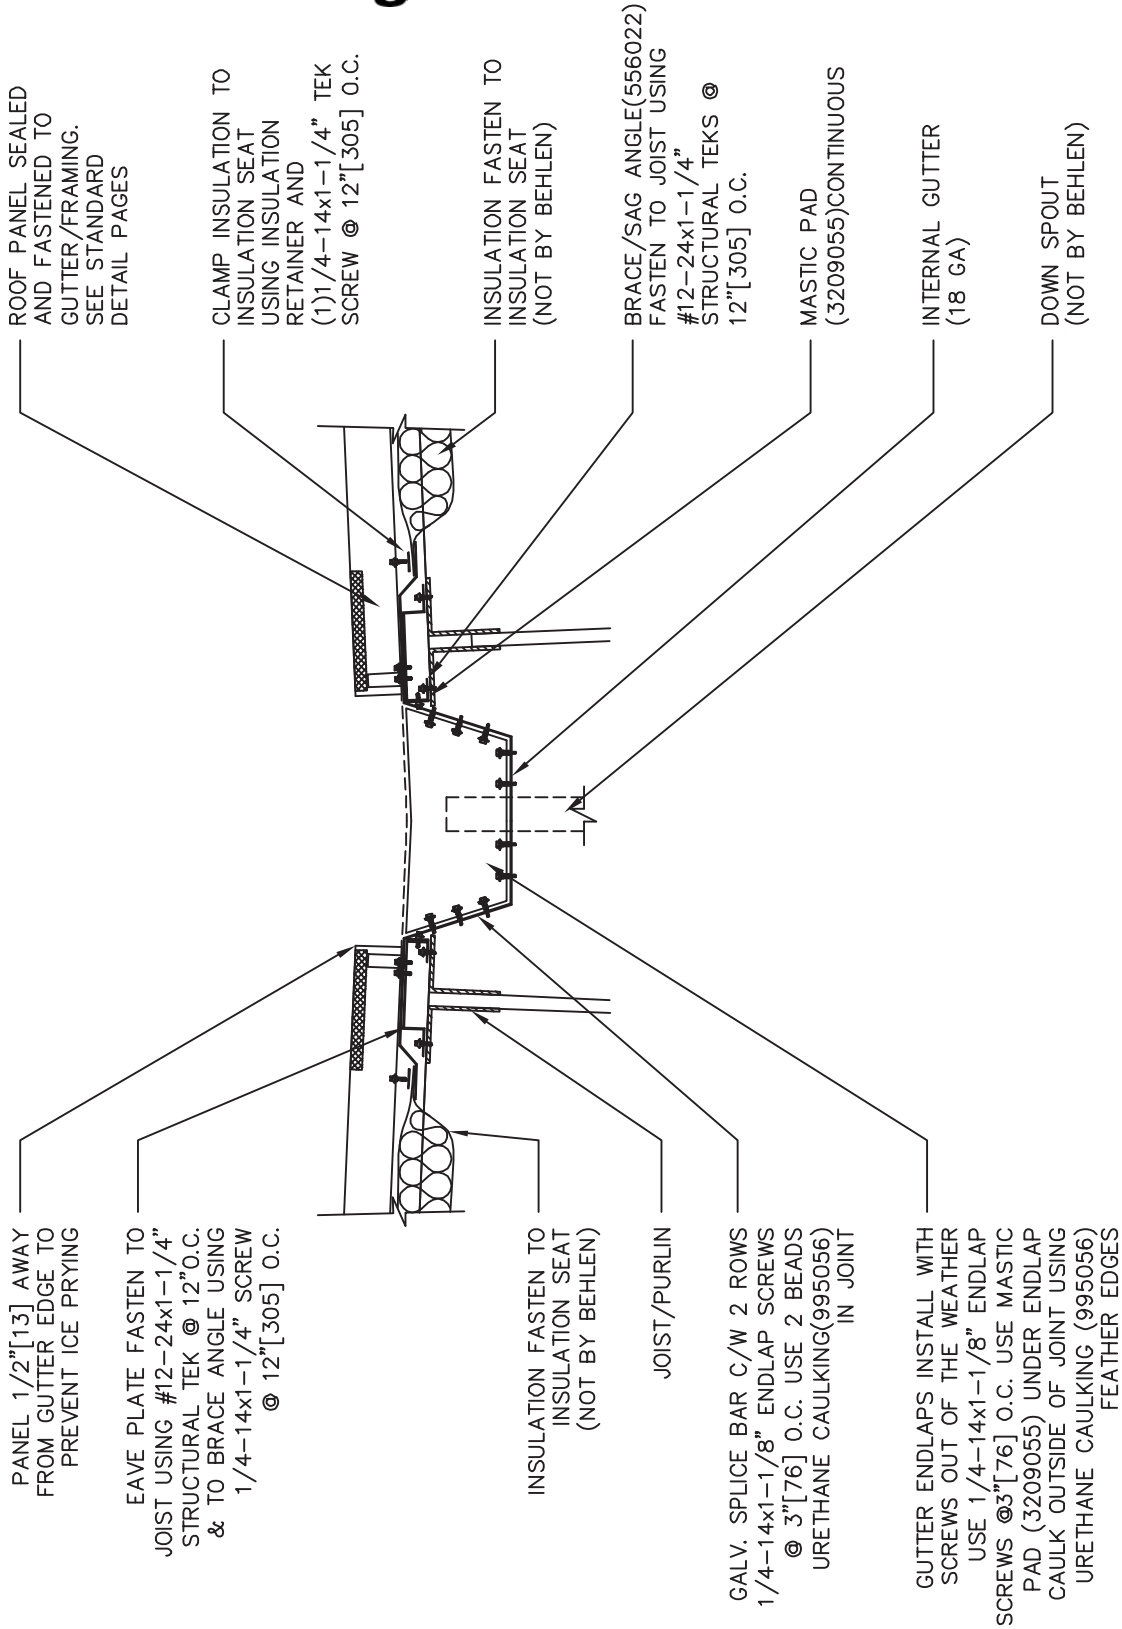 PANEL 1/2"[13] AWAY
FROM GUTTER EDGE TO
PREVENT ICE PRYING
EAVE PLATE FASTEN TO
JOIST USING #12-24x1-1/4"
STRUCTURAL TEK @ 12"O.C.
& TO BRACE ANGLE USING
1/4-14x1-1/4" SCREW
@ 12"[305] O.C.
INSULATION FASTEN TO
INSULATION SEAT
(NOT BY BEHLEN)
JOIST/PURLIN
GALV. SPLICE BAR C/W 2 ROWS
1/4-14x1-1/8" ENDLAP SCREWS
@ 3"[76] O.C. USE 2 BEADS
URETHANE CAULKING(995056)
IN JOINT
GUTTER ENDLAPS INSTALL WITH
SCREWS OUT OF THE WEATHER
USE 1/4-14x1-1/8" ENDLAP
SCREWS @3"[76] O.C. USE MASTIC
PAD (3209055) UNDER ENDLAP
CAULK OUTSIDE OF JOINT USING
URETHANE CAULKING (995056)
FEATHER EDGES
ROOF PANEL SEALED
AND FASTENED TO
GUTTER/FRAMING.
SEE STANDARD
DETAIL PAGES
CLAMP INSULATION TO
INSULATION SEAT
USING INSULATION
RETAINER AND
(1)1/4-14x1-1/4" TEK
SCREW @ 12"[305] O.C.
INSULATION FASTEN TO
INSULATION SEAT
(NOT BY BEHLEN)
BRACE/SAG ANGLE(556022)
FASTEN TO JOIST USING
#12-24x1-1/4"
STRUCTURAL TEKS @
12"[305] O.C.
MASTIC PAD
(3209055)CONTINUOUS
INTERNAL GUTTER
(18 GA)
DOWN SPOUT
(NOT BY BEHLEN)